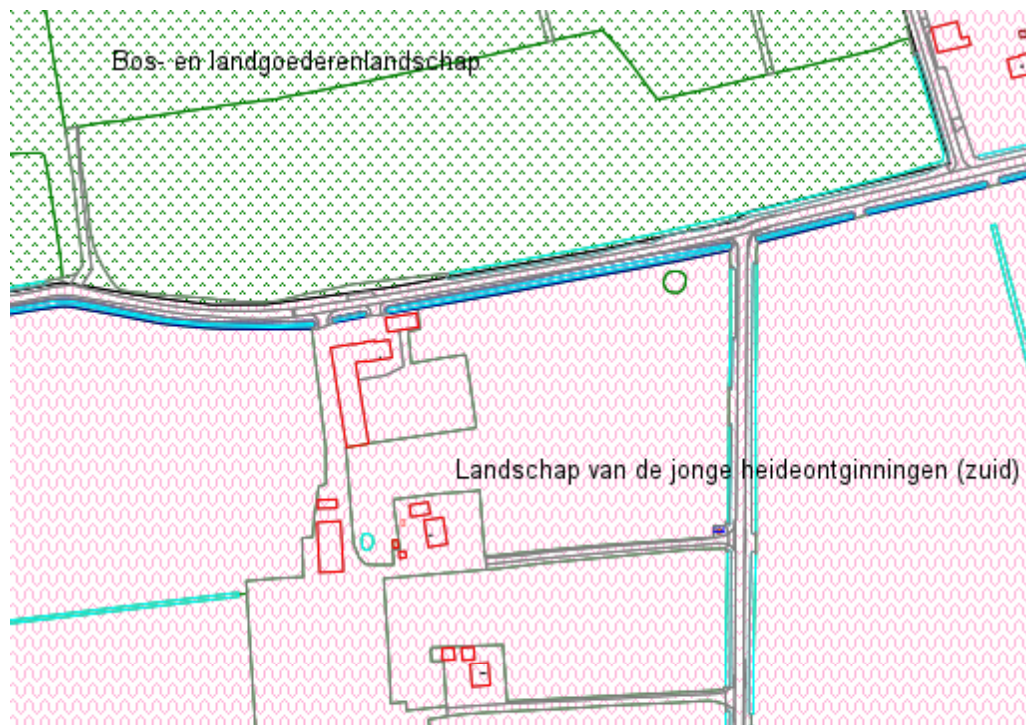 Bos- en landgoederenlandschap
Landschap van de jonge heideontginningen (zuid)